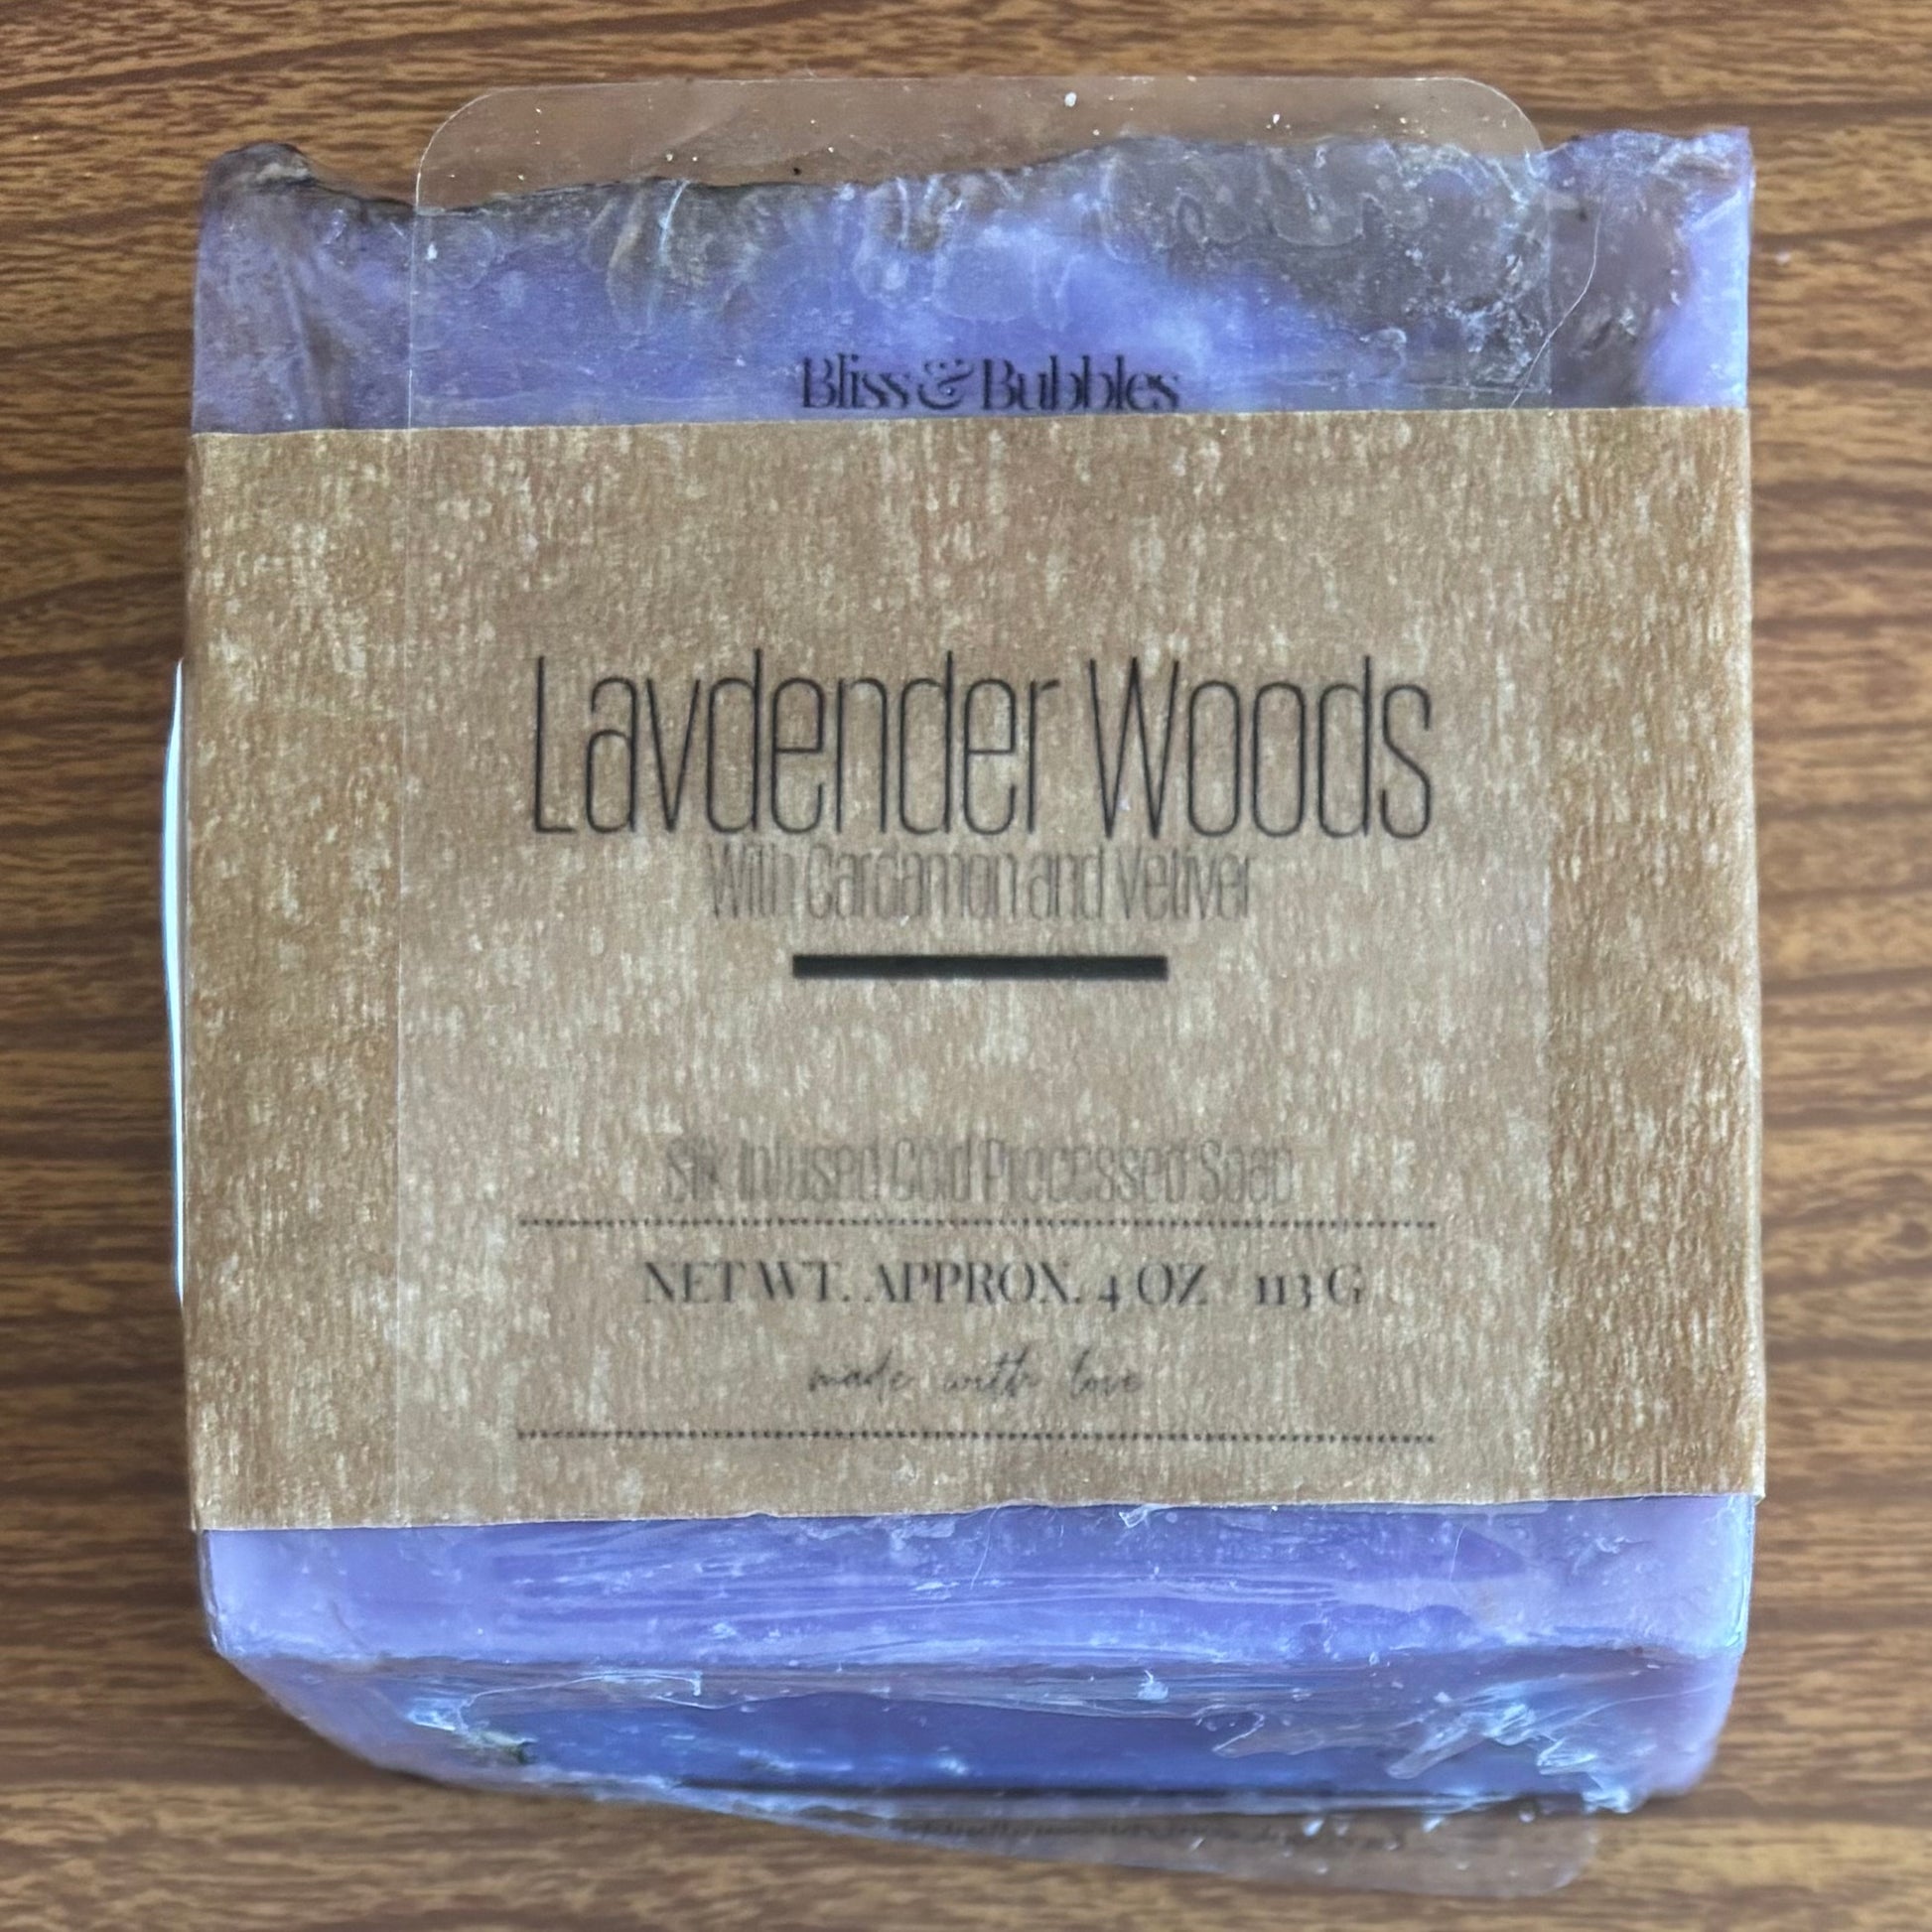 Bliss & Bubbles
Lavdender Woods
With Cardamon and Vetiver
Silk Infused Cold Processed Soap
NET WT. APPROX. 4 OZ 113 G
made with love